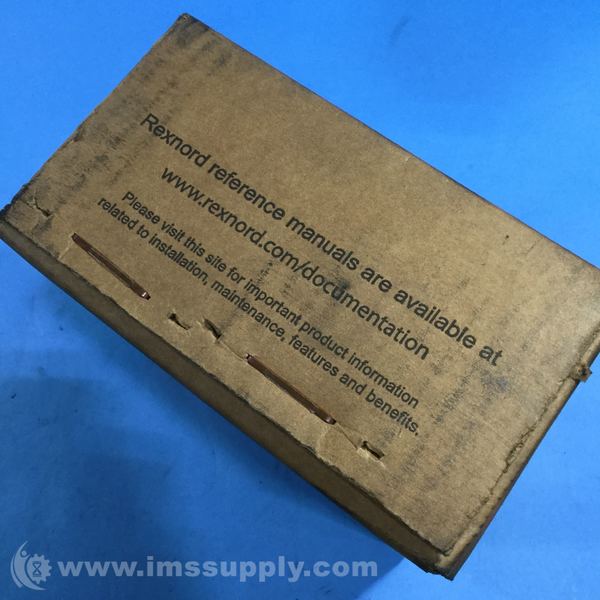 Rexnord reference manuals are available at
www.rexnord.com/documentation
Please visit this site for important product information
related to installation, maintenance, features and benefits.
www.imssupply.com